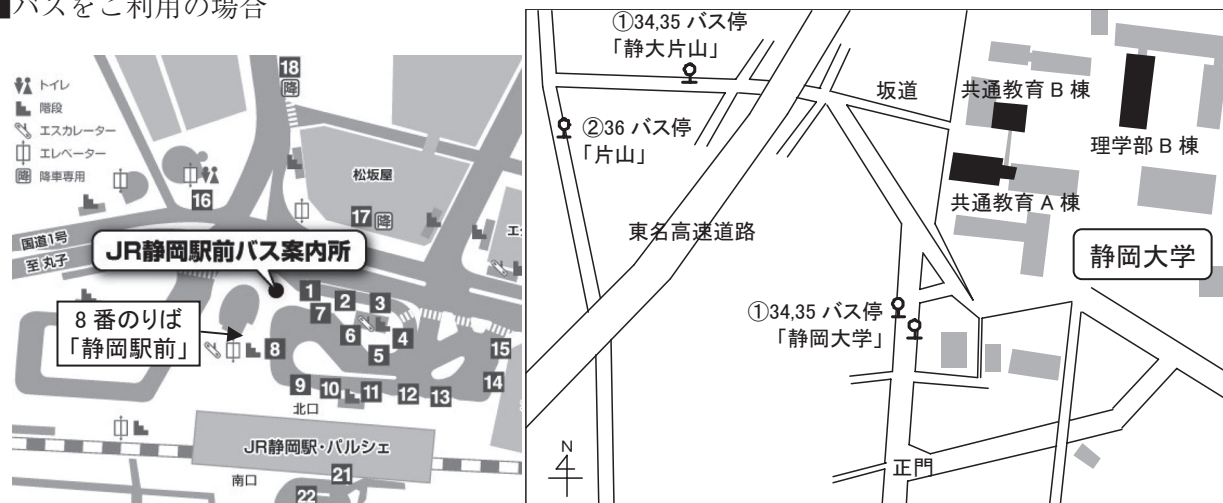 ■バスをご利用の場合
トイレ
階段
エスカレーター
エレベーター
降 降車専用
18
降
松坂屋
16
17 降
国道1号
至丸子
JR静岡駅前バス案内所
8 番のりば
「静岡駅前」
1
2
3
7
6
4
5
8
15
14
9
10
11
12
13
北口
JR静岡駅・パルシェ
南口
21
22
①34,35 バス停
「静大片山」
②36 バス停
「片山」
坂道
共通教育 B 棟
理学部 B 棟
共通教育 A 棟
東名高速道路
静岡大学
①34,35 バス停
「静岡大学」
正門
N